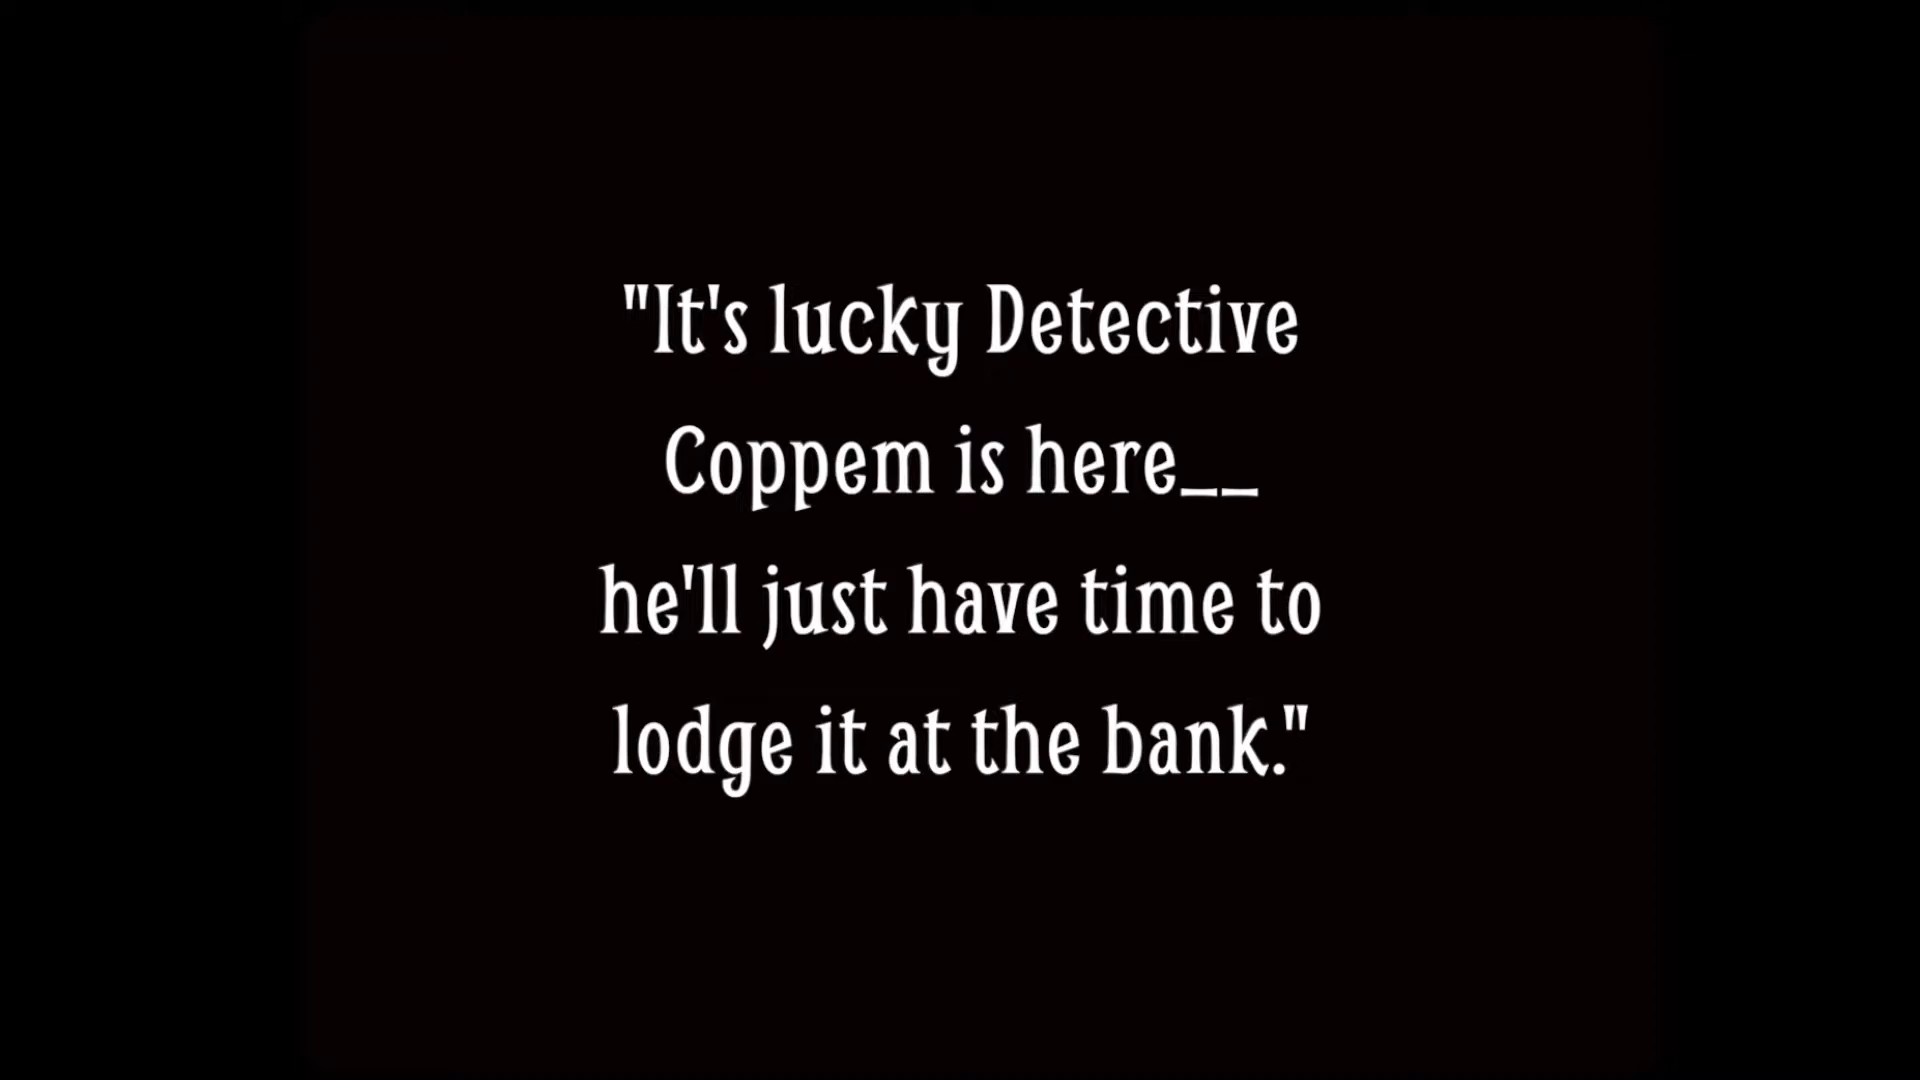 "It's lucky Detective
Coppem is here__
he'll just have time to
lodge it at the bank."